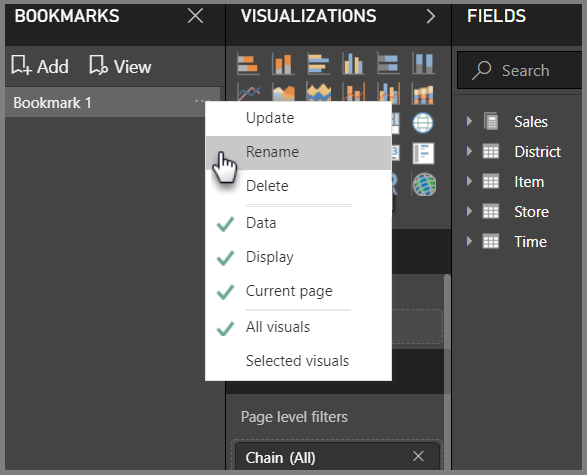 BOOKMARKS
VISUALIZATIONS
FIELDS
Add
View
Search
Bookmark 1
Update
Rename
Delete
Data
Display
Current page
All visuals
Selected visuals
Sales
District
Item
Store
Time
Page level filters
Chain (All)